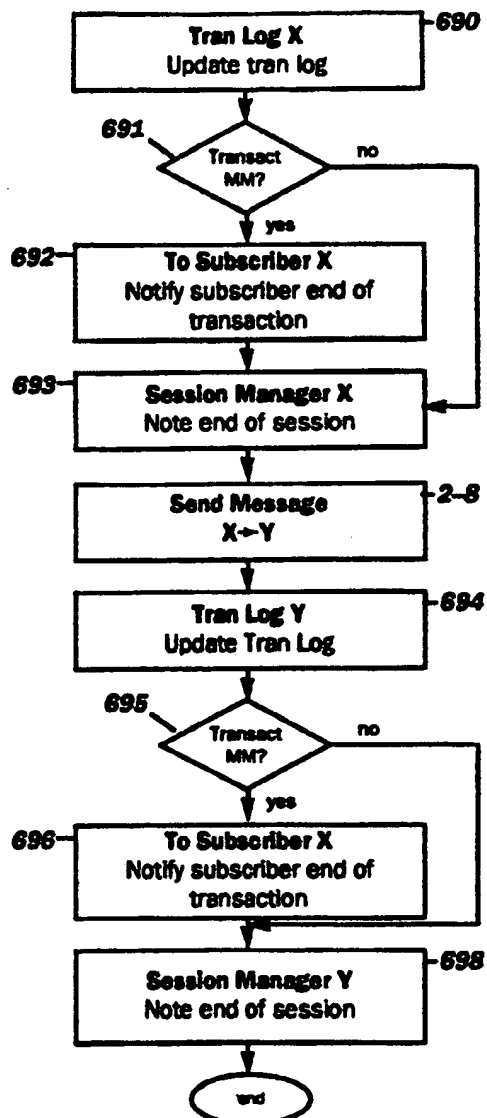 Tran Log X
Update tran log
690
691
Transact
MM?
no
yes
692
To Subscriber X
Notify subscriber end of
transaction
693
Session Manager X
Note end of session
Send Message
X→Y
2-8
Tran Log Y
Update Tran Log
694
695
Transact
MM?
no
yes
696
To Subscriber X
Notify subscriber end of
transaction
Session Manager Y
Note end of session
698
end